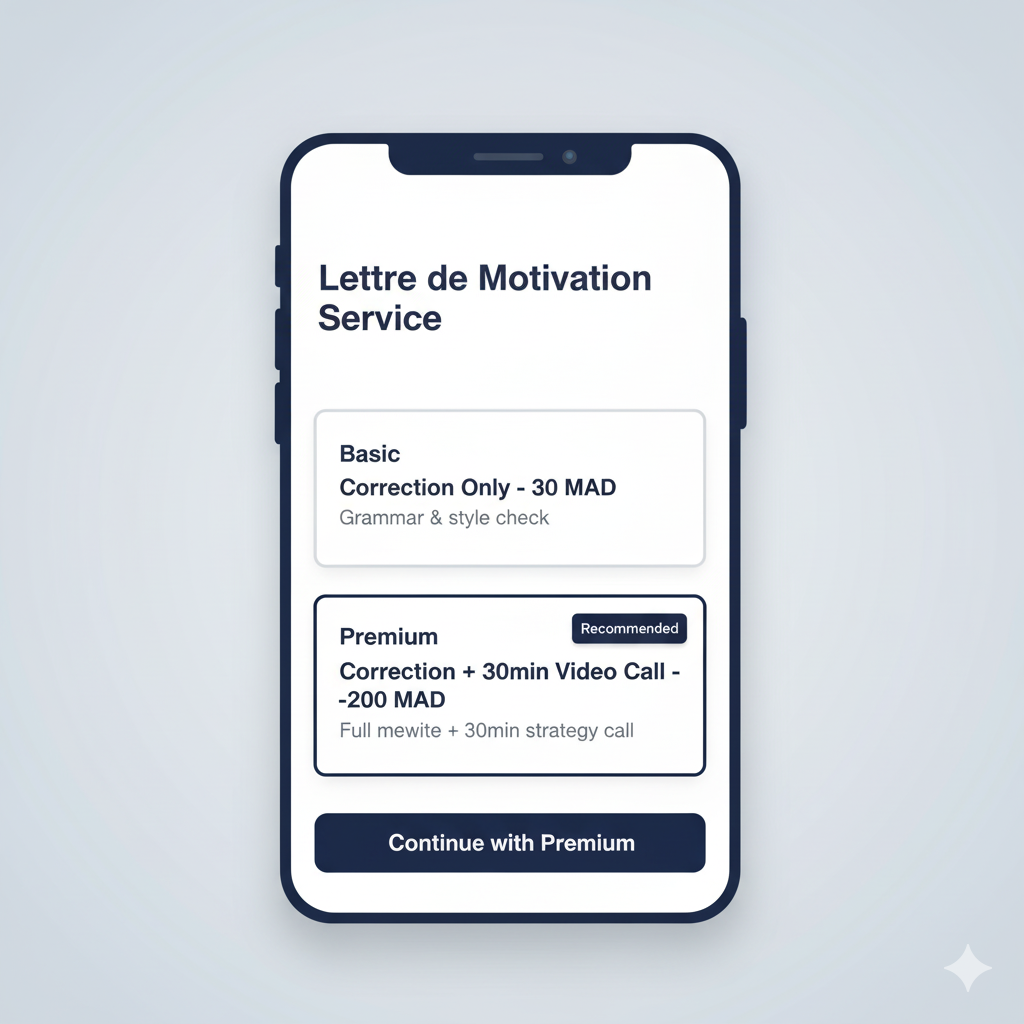 Lettre de Motivation
Service
Basic
Correction Only - 30 MAD
Grammar & style check
Premium
Recommended
Correction + 30min Video Call -
-200 MAD
Full mewite + 30min strategy call
Continue with Premium